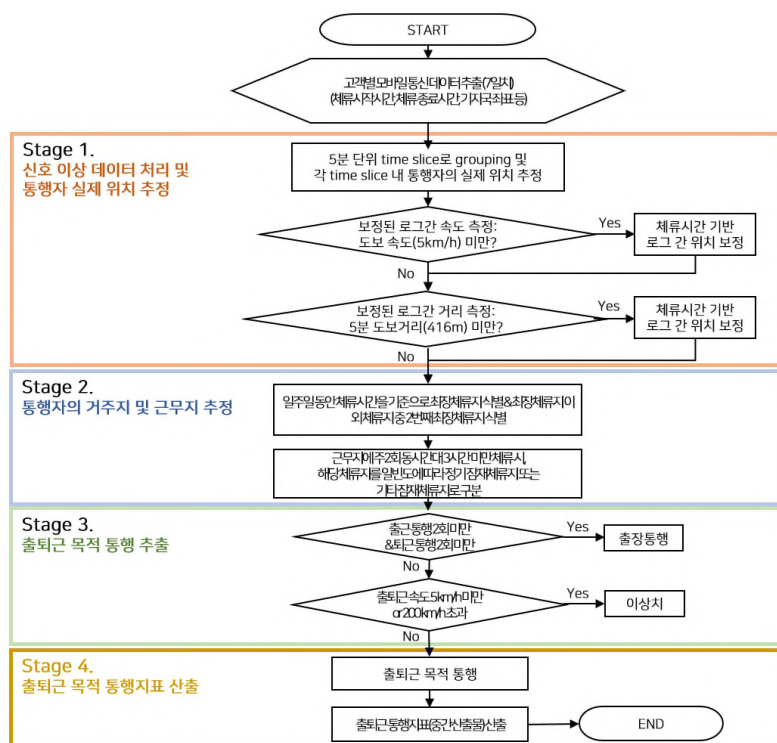 START
고객별모바일통신데이터추출(7일치)
(체류시작시간,체류종료시간,기지국좌표등)
Stage 1.
신호 이상 데이터 처리 및
통행자 실제 위치 추정
5분 단위 time slice로 grouping 및
각 time slice 내 통행자의 실제 위치 추정
보정된 로그간 속도 측정:
도보 속도(5km/h) 미만?
Yes
체류시간 기반
로그 간 위치 보정
No
보정된 로그간 거리 측정:
5분 도보거리(416m) 미만?
Yes
체류시간 기반
로그 간 위치 보정
No
Stage 2.
통행자의 거주지 및 근무지 추정
일주일동안체류시간을기준으로최장체류지식별&최장체류지이
외체류지중2번째최장체류지식별
근무지에주2회동시간대3시간미만체류시,
해당체류지를일반도에따라정기잠재체류지또는
기타잠재체류지로구분
Stage 3.
출퇴근 목적 통행 추출
출근통행2회미만
&퇴근통행2회미만
Yes
출장통행
No
출퇴근속도5km/h미만
or200km/h초과
Yes
이상치
No
Stage 4.
출퇴근 목적 통행지표 산출
출퇴근 목적 통행
출퇴근통행지표(중간산출물)산출
END